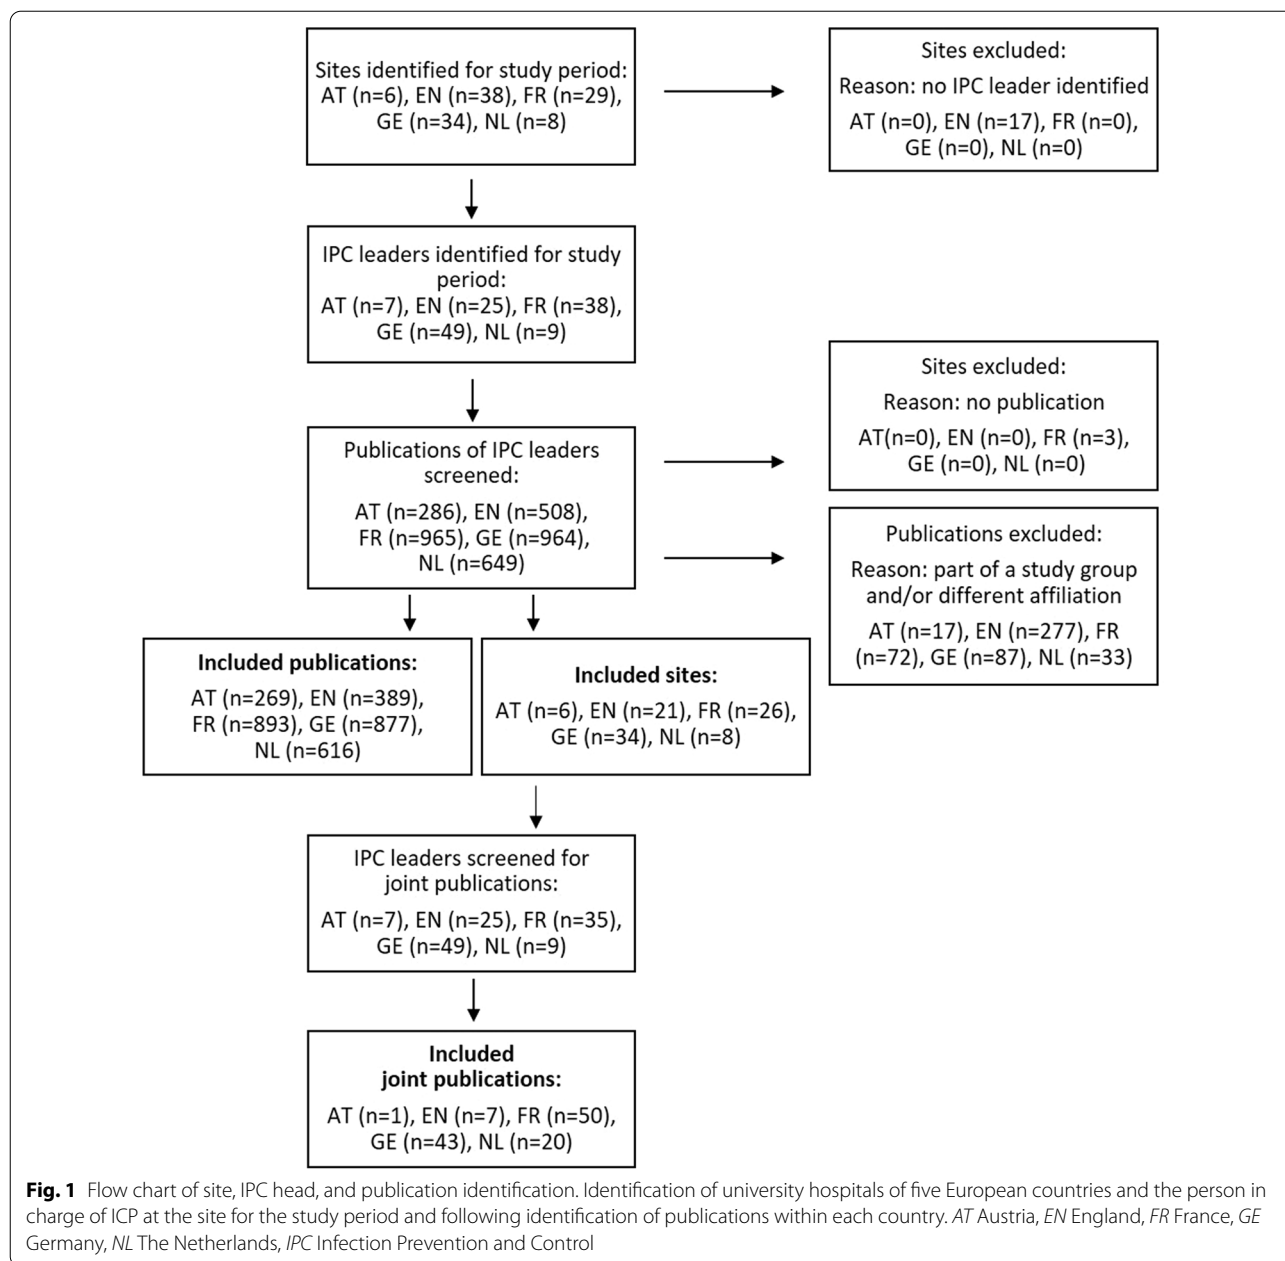 Sites identified for study period:
AT (n=6), EN (n=38), FR (n=29),
GE (n=34), NL (n=8)
Sites excluded:
Reason: no IPC leader identified
AT (n=0), EN (n=17), FR (n=0),
GE (n=0), NL (n=0)
IPC leaders identified for study
period:
AT (n=7), EN (n=25), FR (n=38),
GE (n=49), NL (n=9)
Publications of IPC leaders
screened:
AT (n=286), EN (n=508),
FR (n=965), GE (n=964),
NL (n=649)
Sites excluded:
Reason: no publication
AT(n=0), EN (n=0), FR (n=3),
GE (n=0), NL (n=0)
Publications excluded:
Reason: part of a study group
and/or different affiliation
AT (n=17), EN (n=277), FR
(n=72), GE (n=87), NL (n=33)
Included publications:
AT (n=269), EN (n=389),
FR (n=893), GE (n=877),
NL (n=616)
Included sites:
AT (n=6), EN (n=21), FR (n=26),
GE (n=34), NL (n=8)
IPC leaders screened for
joint publications:
AT (n=7), EN (n=25), FR (n=35),
GE (n=49), NL (n=9)
Included
joint publications:
AT (n=1), EN (n=7), FR (n=50),
GE (n=43), NL (n=20)
Fig. 1 Flow chart of site, IPC head, and publication identification. Identification of university hospitals of five European countries and the person in
charge of ICP at the site for the study period and following identification of publications within each country. AT Austria, EN England, FR France, GE
Germany, NL The Netherlands, IPC Infection Prevention and Control